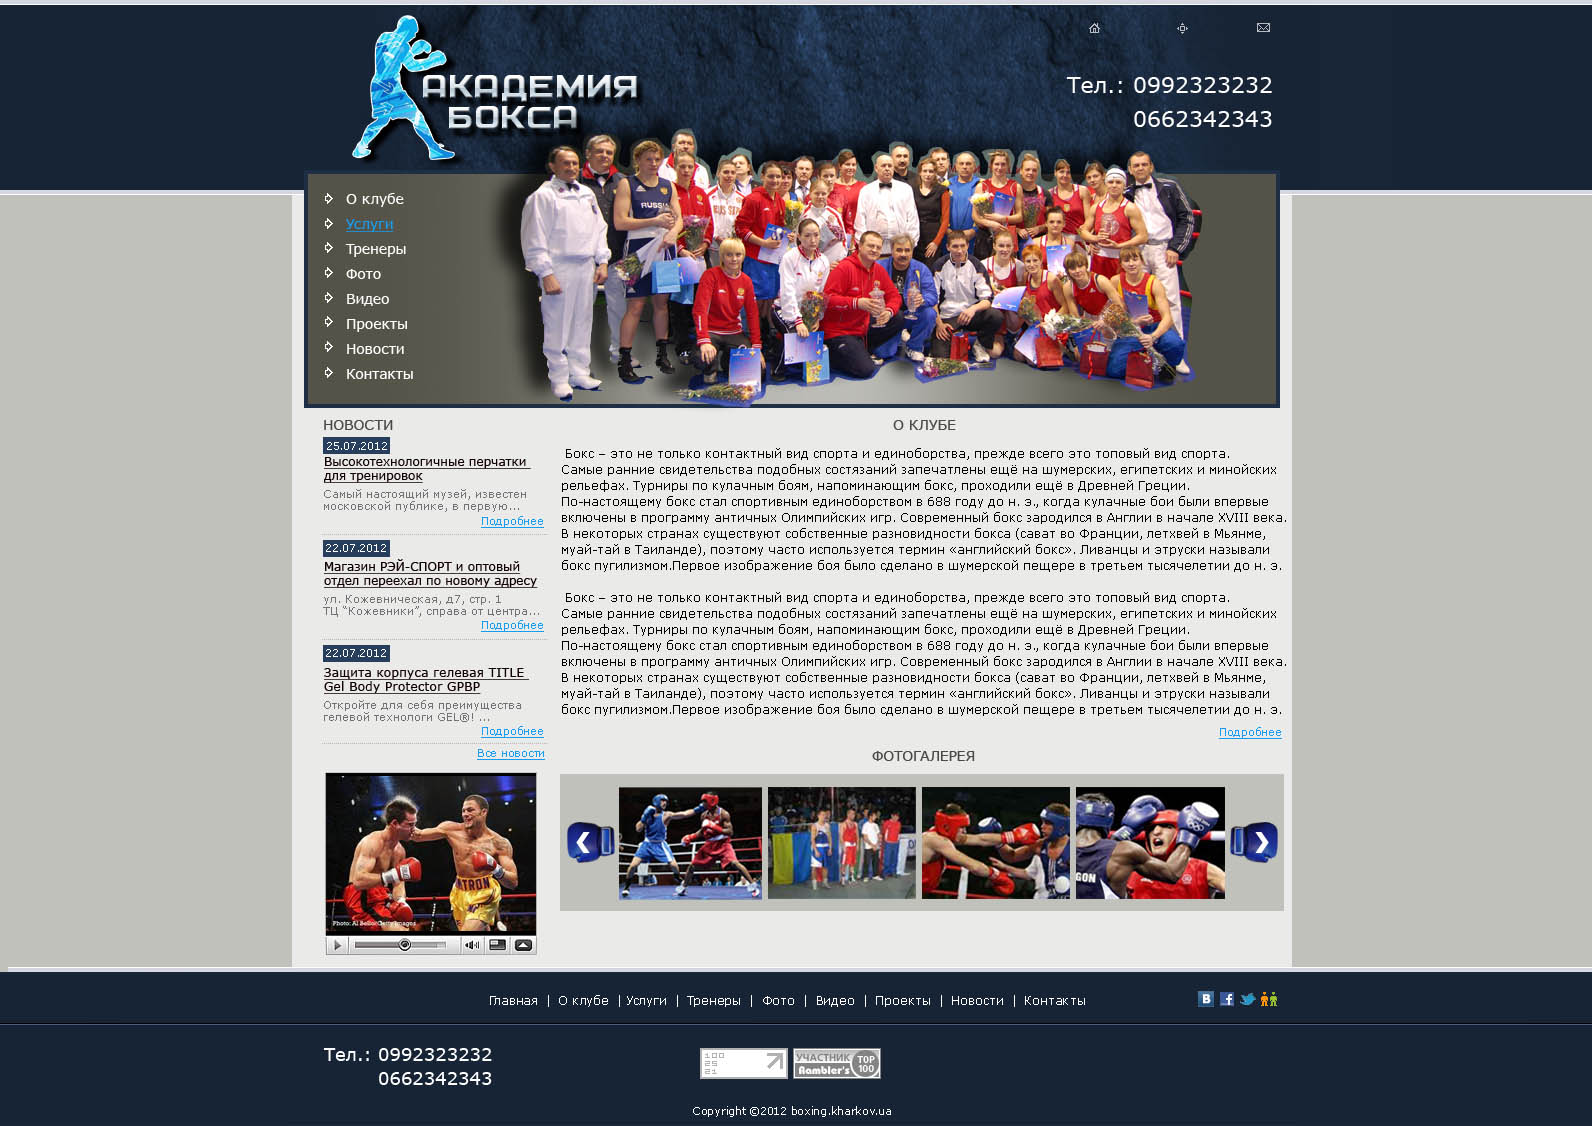 АКАДЕМИЯ
БОКСА
Тел.: 0992323232
0662342343
О клубе
Услуги
Тренеры
Фото
Видео
Проекты
Новости
Контакты
RUSSIA
НОВОСТИ
25.07.2012
Высокотехнологичные перчатки
для тренировок
Самый настоящий музей, известен
московской публике, в первую...
Подробнее
22.07.2012
Магазин РЭЙ-СПОРТ и оптовый
отдел переехал по новому адресу
ул. Кожевническая, д7, стр. 1
ТЦ “Кожевники”, справа от центра...
Подробнее
22.07.2012
Защита корпуса гелевая TITLE
Gel Body Protector GPBP
Откройте для себя преимущества
гелевой технологи GEL®! ...
Подробнее
Все новости
Photo: Al Bello/Getty Images
О КЛУБЕ
Бокс – это не только контактный вид спорта и единоборства, прежде всего это топовый вид спорта.
Самые ранние свидетельства подобных состязаний запечатлены ещё на шумерских, египетских и минойских
рельефах. Турниры по кулачным боям, напоминающим бокс, проходили ещё в Древней Греции.
По-настоящему бокс стал спортивным единоборством в 688 году до н. э., когда кулачные бои были впервые
включены в программу античных Олимпийских игр. Современный бокс зародился в Англии в начале XVIII века.
В некоторых странах существуют собственные разновидности бокса (сават во Франции, летхвей в Мьянме,
муай-тай в Таиланде), поэтому часто используется термин «английский бокс». Ливанцы и этруски называли
бокс пугилизмом.Первое изображение боя было сделано в шумерской пещере в третьем тысячелетии до н. э.
Бокс – это не только контактный вид спорта и единоборства, прежде всего это топовый вид спорта.
Самые ранние свидетельства подобных состязаний запечатлены ещё на шумерских, египетских и минойских
рельефах. Турниры по кулачным боям, напоминающим бокс, проходили ещё в Древней Греции.
По-настоящему бокс стал спортивным единоборством в 688 году до н. э., когда кулачные бои были впервые
включены в программу античных Олимпийских игр. Современный бокс зародился в Англии в начале XVIII века.
В некоторых странах существуют собственные разновидности бокса (сават во Франции, летхвей в Мьянме,
муай-тай в Таиланде), поэтому часто используется термин «английский бокс». Ливанцы и этруски называли
бокс пугилизмом.Первое изображение боя было сделано в шумерской пещере в третьем тысячелетии до н. э.
Подробнее
ФОТОГАЛЕРЕЯ
Главная | О клубе | Услуги | Тренеры | Фото | Видео | Проекты | Новости | Контакты
Тел.: 0992323232
0662342343
100
25
21
УЧАСТНИК
Rambler's
TOP
100
Copyright ©2012 boxing.kharkov.ua